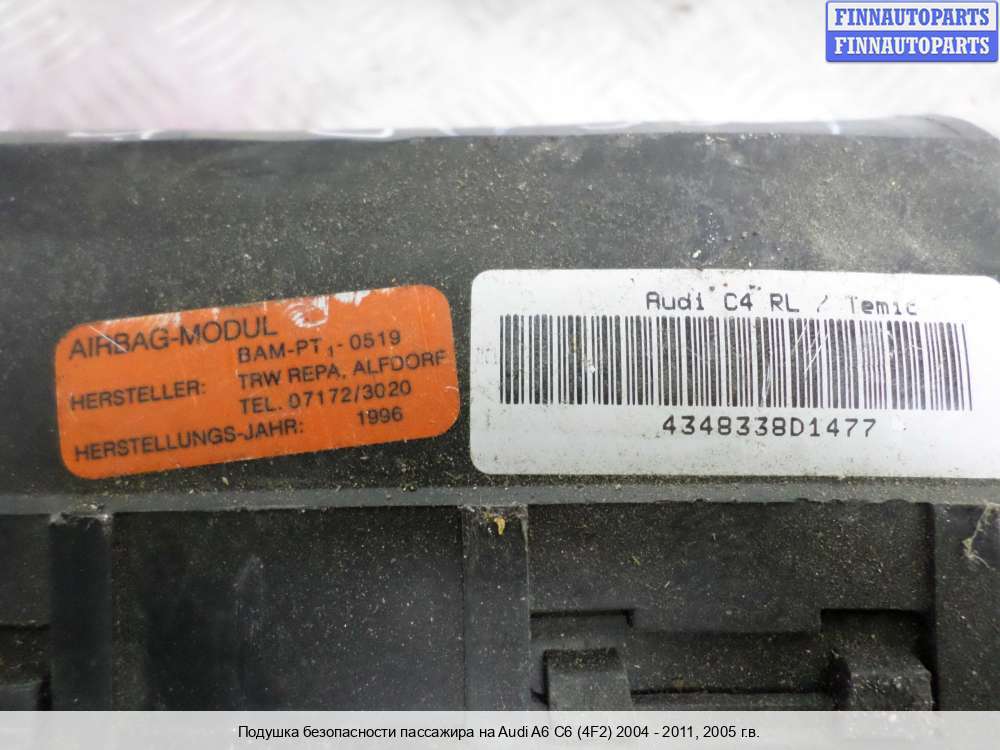 FINNAUTOPARTS
FINNAUTOPARTS
AIRBAG-MODUL
BAM-PT1-0519
HERSTELLER: TRW REPA, ALFDORF
TEL. 07172/3020
HERSTELLUNGS-JAHR: 1996
Audi C4 RL / Temic
4348338D1477
Подушка безопасности пассажира на Audi A6 C6 (4F2) 2004 - 2011, 2005 г.в.